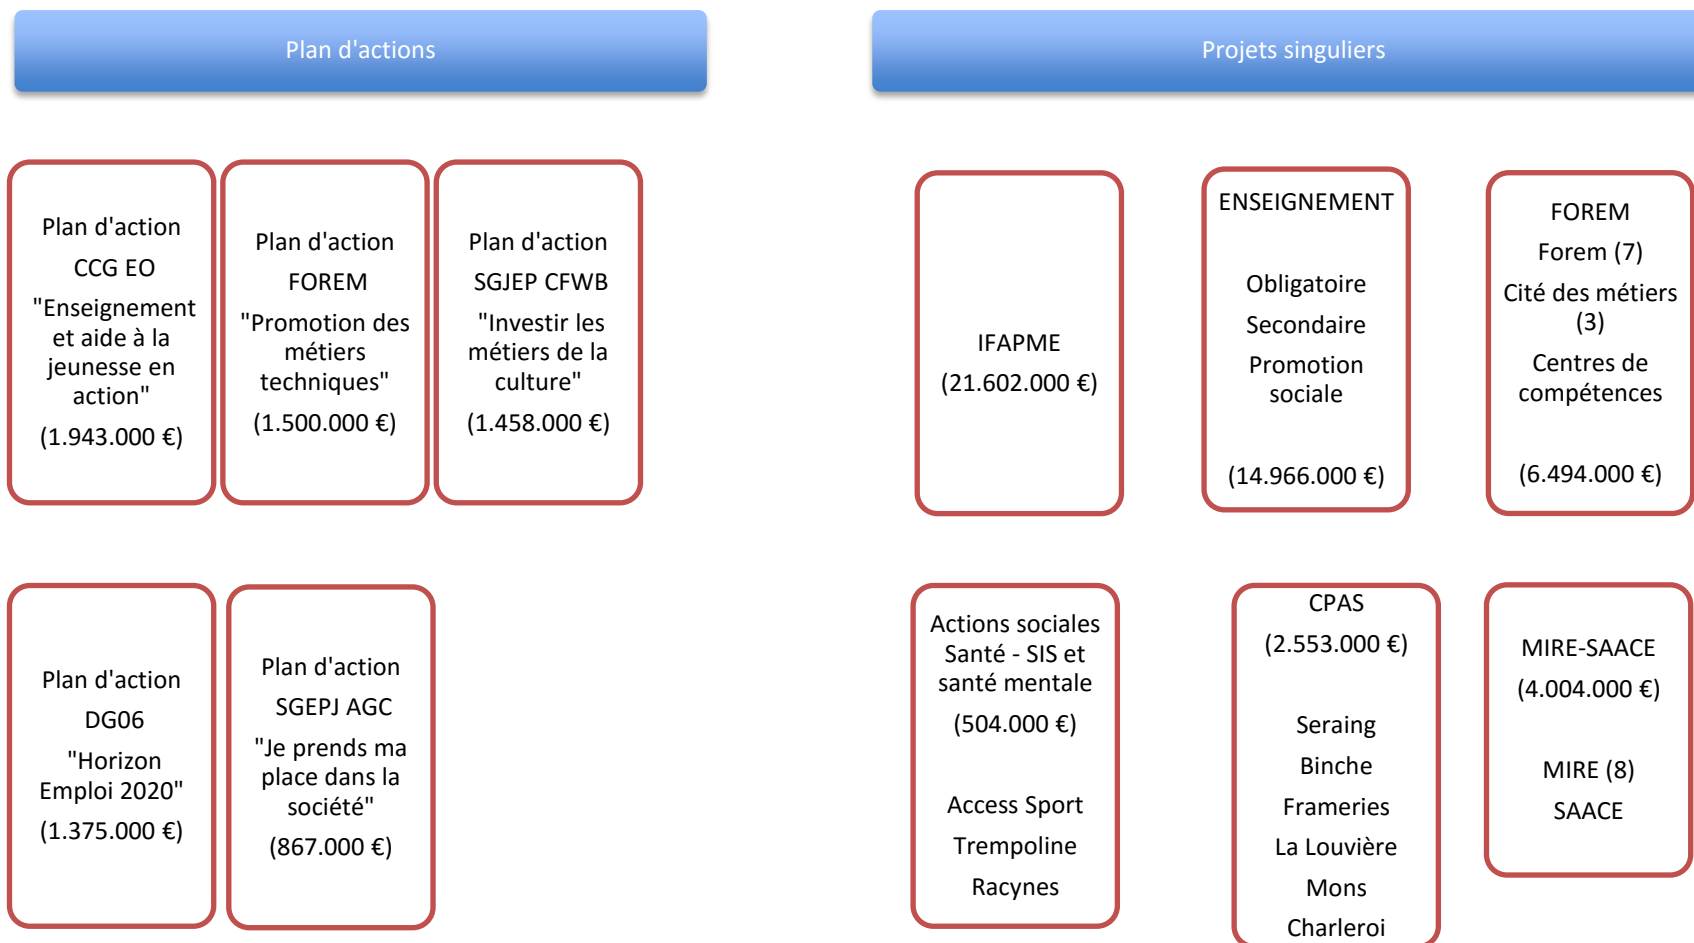 Plan d'actions
Projets singuliers
Plan d'action
CCG EO
"Enseignement
et aide à la
jeunesse en
action"
(1.943.000 €)
Plan d'action
FOREM
"Promotion des
métiers
techniques"
(1.500.000 €)
Plan d'action
SGJEP CFWB
"Investir les
métiers de la
culture"
(1.458.000 €)
IFAPME
(21.602.000 €)
ENSEIGNEMENT
Obligatoire
Secondaire
Promotion
sociale
(14.966.000 €)
FOREM
Forem (7)
Cité des métiers
(3)
Centres de
compétences
(6.494.000 €)
Plan d'action
DG06
"Horizon
Emploi 2020"
(1.375.000 €)
Plan d'action
SGEPJ AGC
"Je prends ma
place dans la
société"
(867.000 €)
Actions sociales
Santé - SIS et
santé mentale
(504.000 €)
Access Sport
Trempoline
Racynes
CPAS
(2.553.000 €)
Seraing
Binche
Frameries
La Louvière
Mons
Charleroi
MIRE-SAACE
(4.004.000 €)
MIRE (8)
SAACE